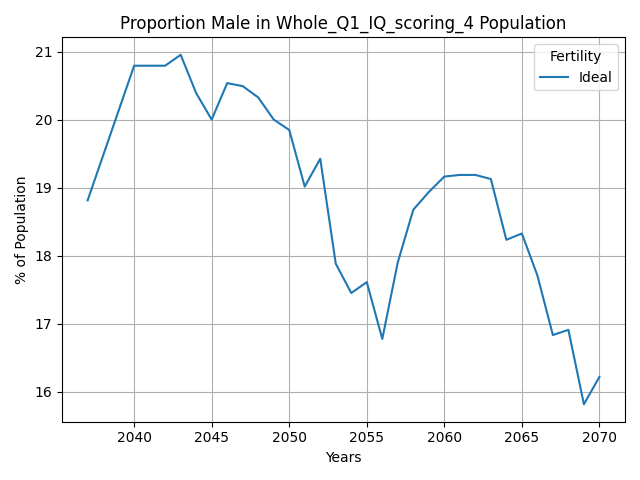 Proportion Male in Whole_Q1_IQ_scoring_4 Population
Fertility
Ideal
% of Population
21
20
19
18
17
16
2040 2045 2050 2055 2060 2065 2070
Years